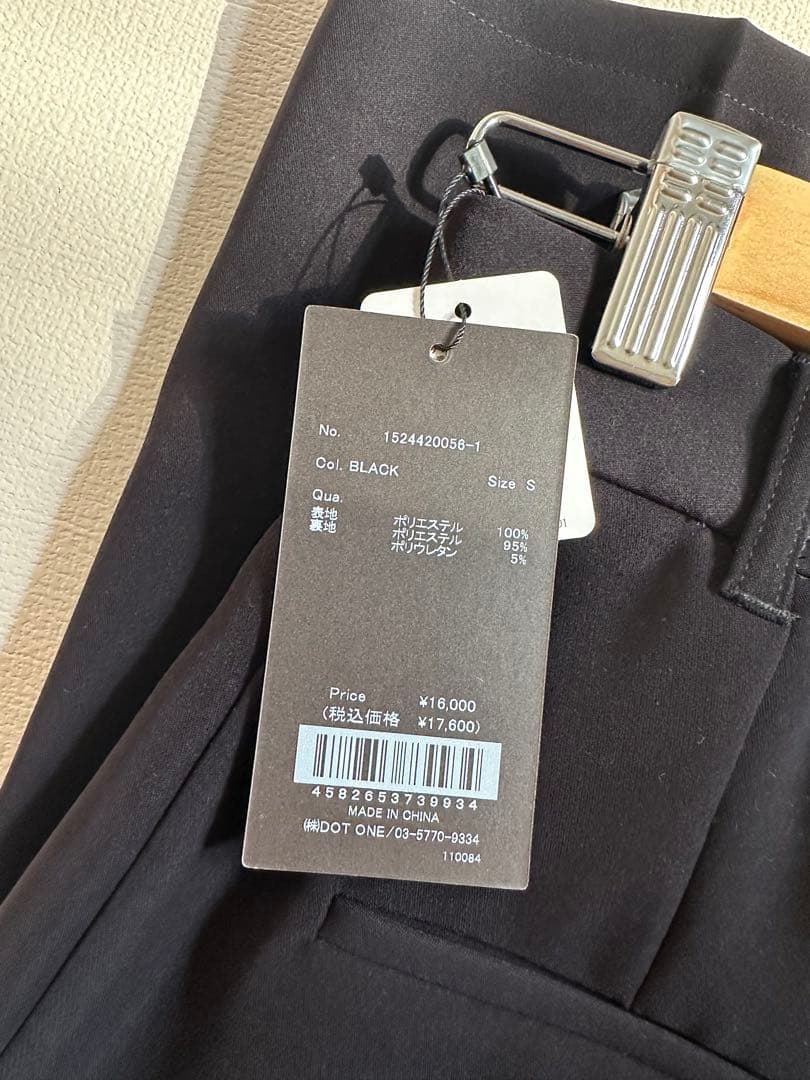 No. 1524420056-1
Col. BLACK Size S
Qua.
表地 ポリエステル 100%
裏地 ポリエステル 95%
ポリウレタン 5%
Price ¥16,000
(税込価格 ¥17,600)
4582653739934
MADE IN CHINA
㈱DOT ONE/03-5770-9334
110084
01